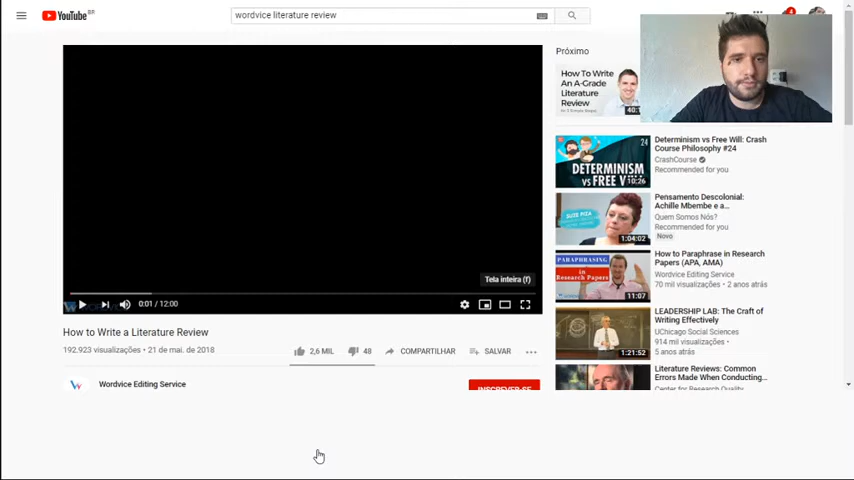 YouTube BR
wordvice literature review
4
Tela inteira (f)
0:01 / 12:00
How to Write a Literature Review
192.923 visualizações • 21 de mai. de 2018
2,6 MIL
48
COMPARTILHAR
SALVAR
Wordvice Editing Service
INSCREVER-SE
Próximo
How To Write
An A-Grade
Literature
Review
DETERMINISM
24
10:26
Determinism vs Free Will: Crash
Course Philosophy #24
CrashCourse
Recommended for you
SUZE PIZA
1:04:02
Pensamento Descolonial:
Achille Mbembe e a...
Quem Somos Nós?
Recommended for you
Novo
PARAPHRASING
in
Research Papers
11:07
How to Paraphrase in Research
Papers (APA, AMA)
Wordvice Editing Service
70 mil visualizações • 2 anos atrás
1:21:52
LEADERSHIP LAB: The Craft of
Writing Effectively
UChicago Social Sciences
914 mil visualizações •
5 anos atrás
Literature Reviews: Common
Errors Made When Conducting...